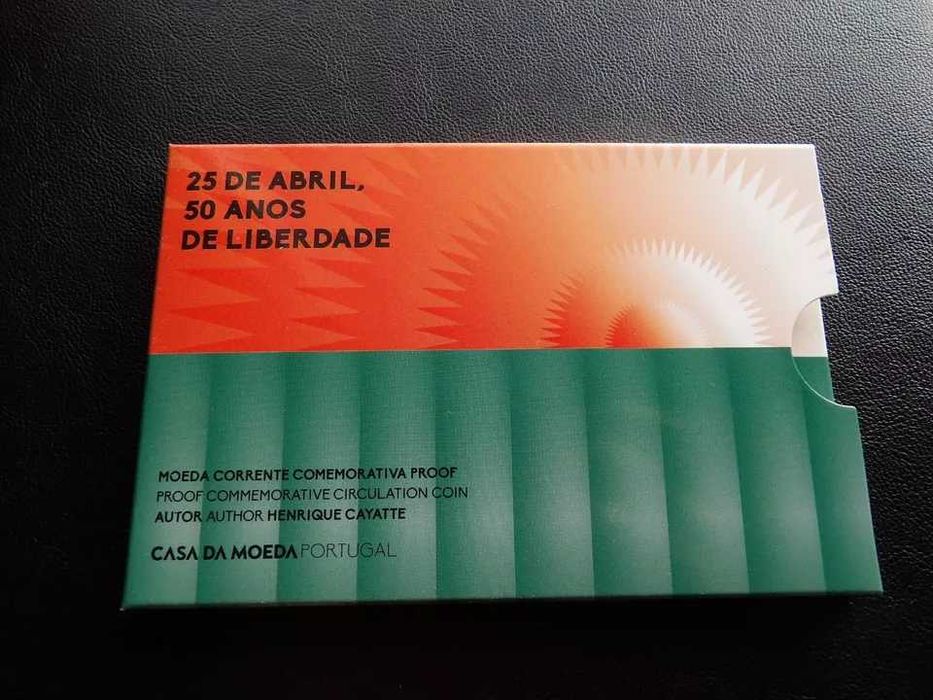 25 DE ABRIL,
50 ANOS
DE LIBERDADE
MOEDA CORRENTE COMEMORATIVA PROOF
PROOF COMMEMORATIVE CIRCULATION COIN
AUTOR AUTHOR HENRIQUE CAYATTE
CASA DA MOEDA PORTUGAL